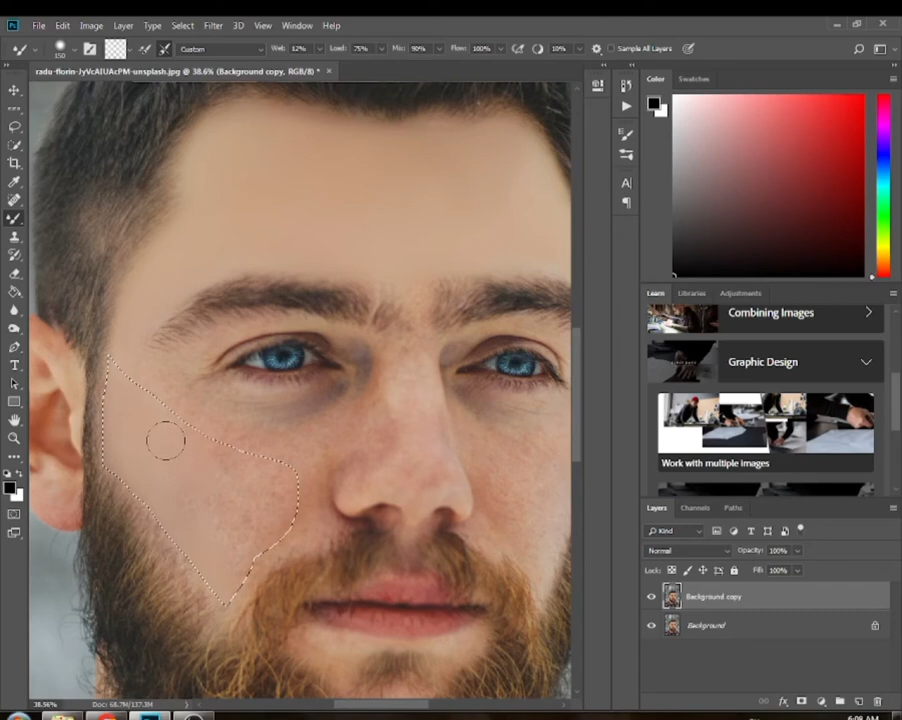 Ps File Edit Image Layer Type Select Filter 3D View Window Help
150 Custom Wet: 12% Load: 75% Mix: 90% Flow: 100% 10% Sample All Layers
radu-florin-JyVcAIUAcPM-unsplash.jpg @ 38.6% (Background copy, RGB/8) *
Color Swatches
Learn Libraries Adjustments
Combining Images
Graphic Design
Work with multiple images
Layers Channels Paths
Kind
Normal Opacity: 100%
Lock: Fill: 100%
Background copy
Background
38.56% Doc: 68.7M/137.3M
6:08 AM